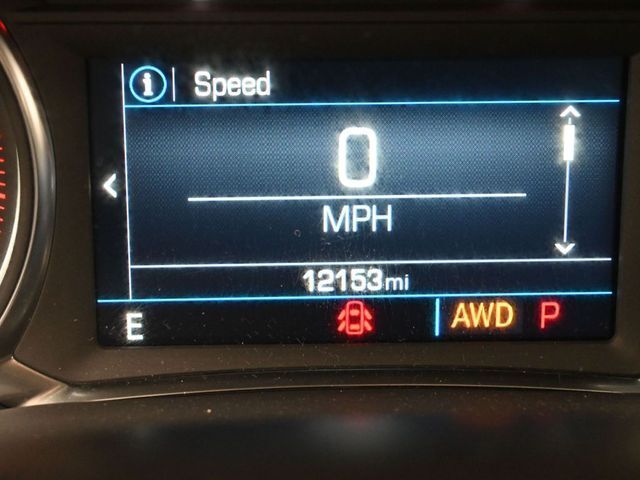 i Speed
0
MPH
12153mi
E AWD P